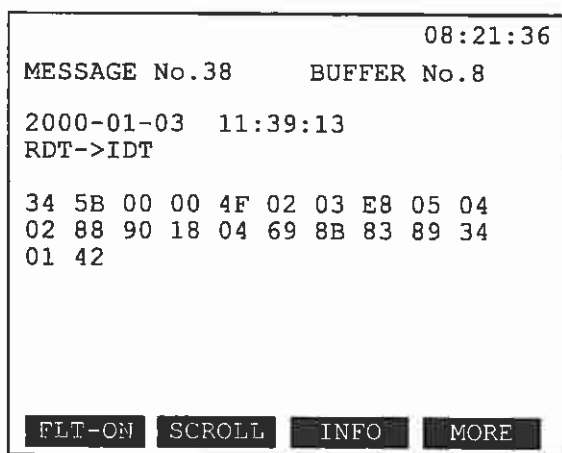 08:21:36
MESSAGE No.38 BUFFER No.8
2000-01-03 11:39:13
RDT->IDT
34 5B 00 00 4F 02 03 E8 05 04
02 88 90 18 04 69 8B 83 89 34
01 42
FLT-ON SCROLL INFO MORE